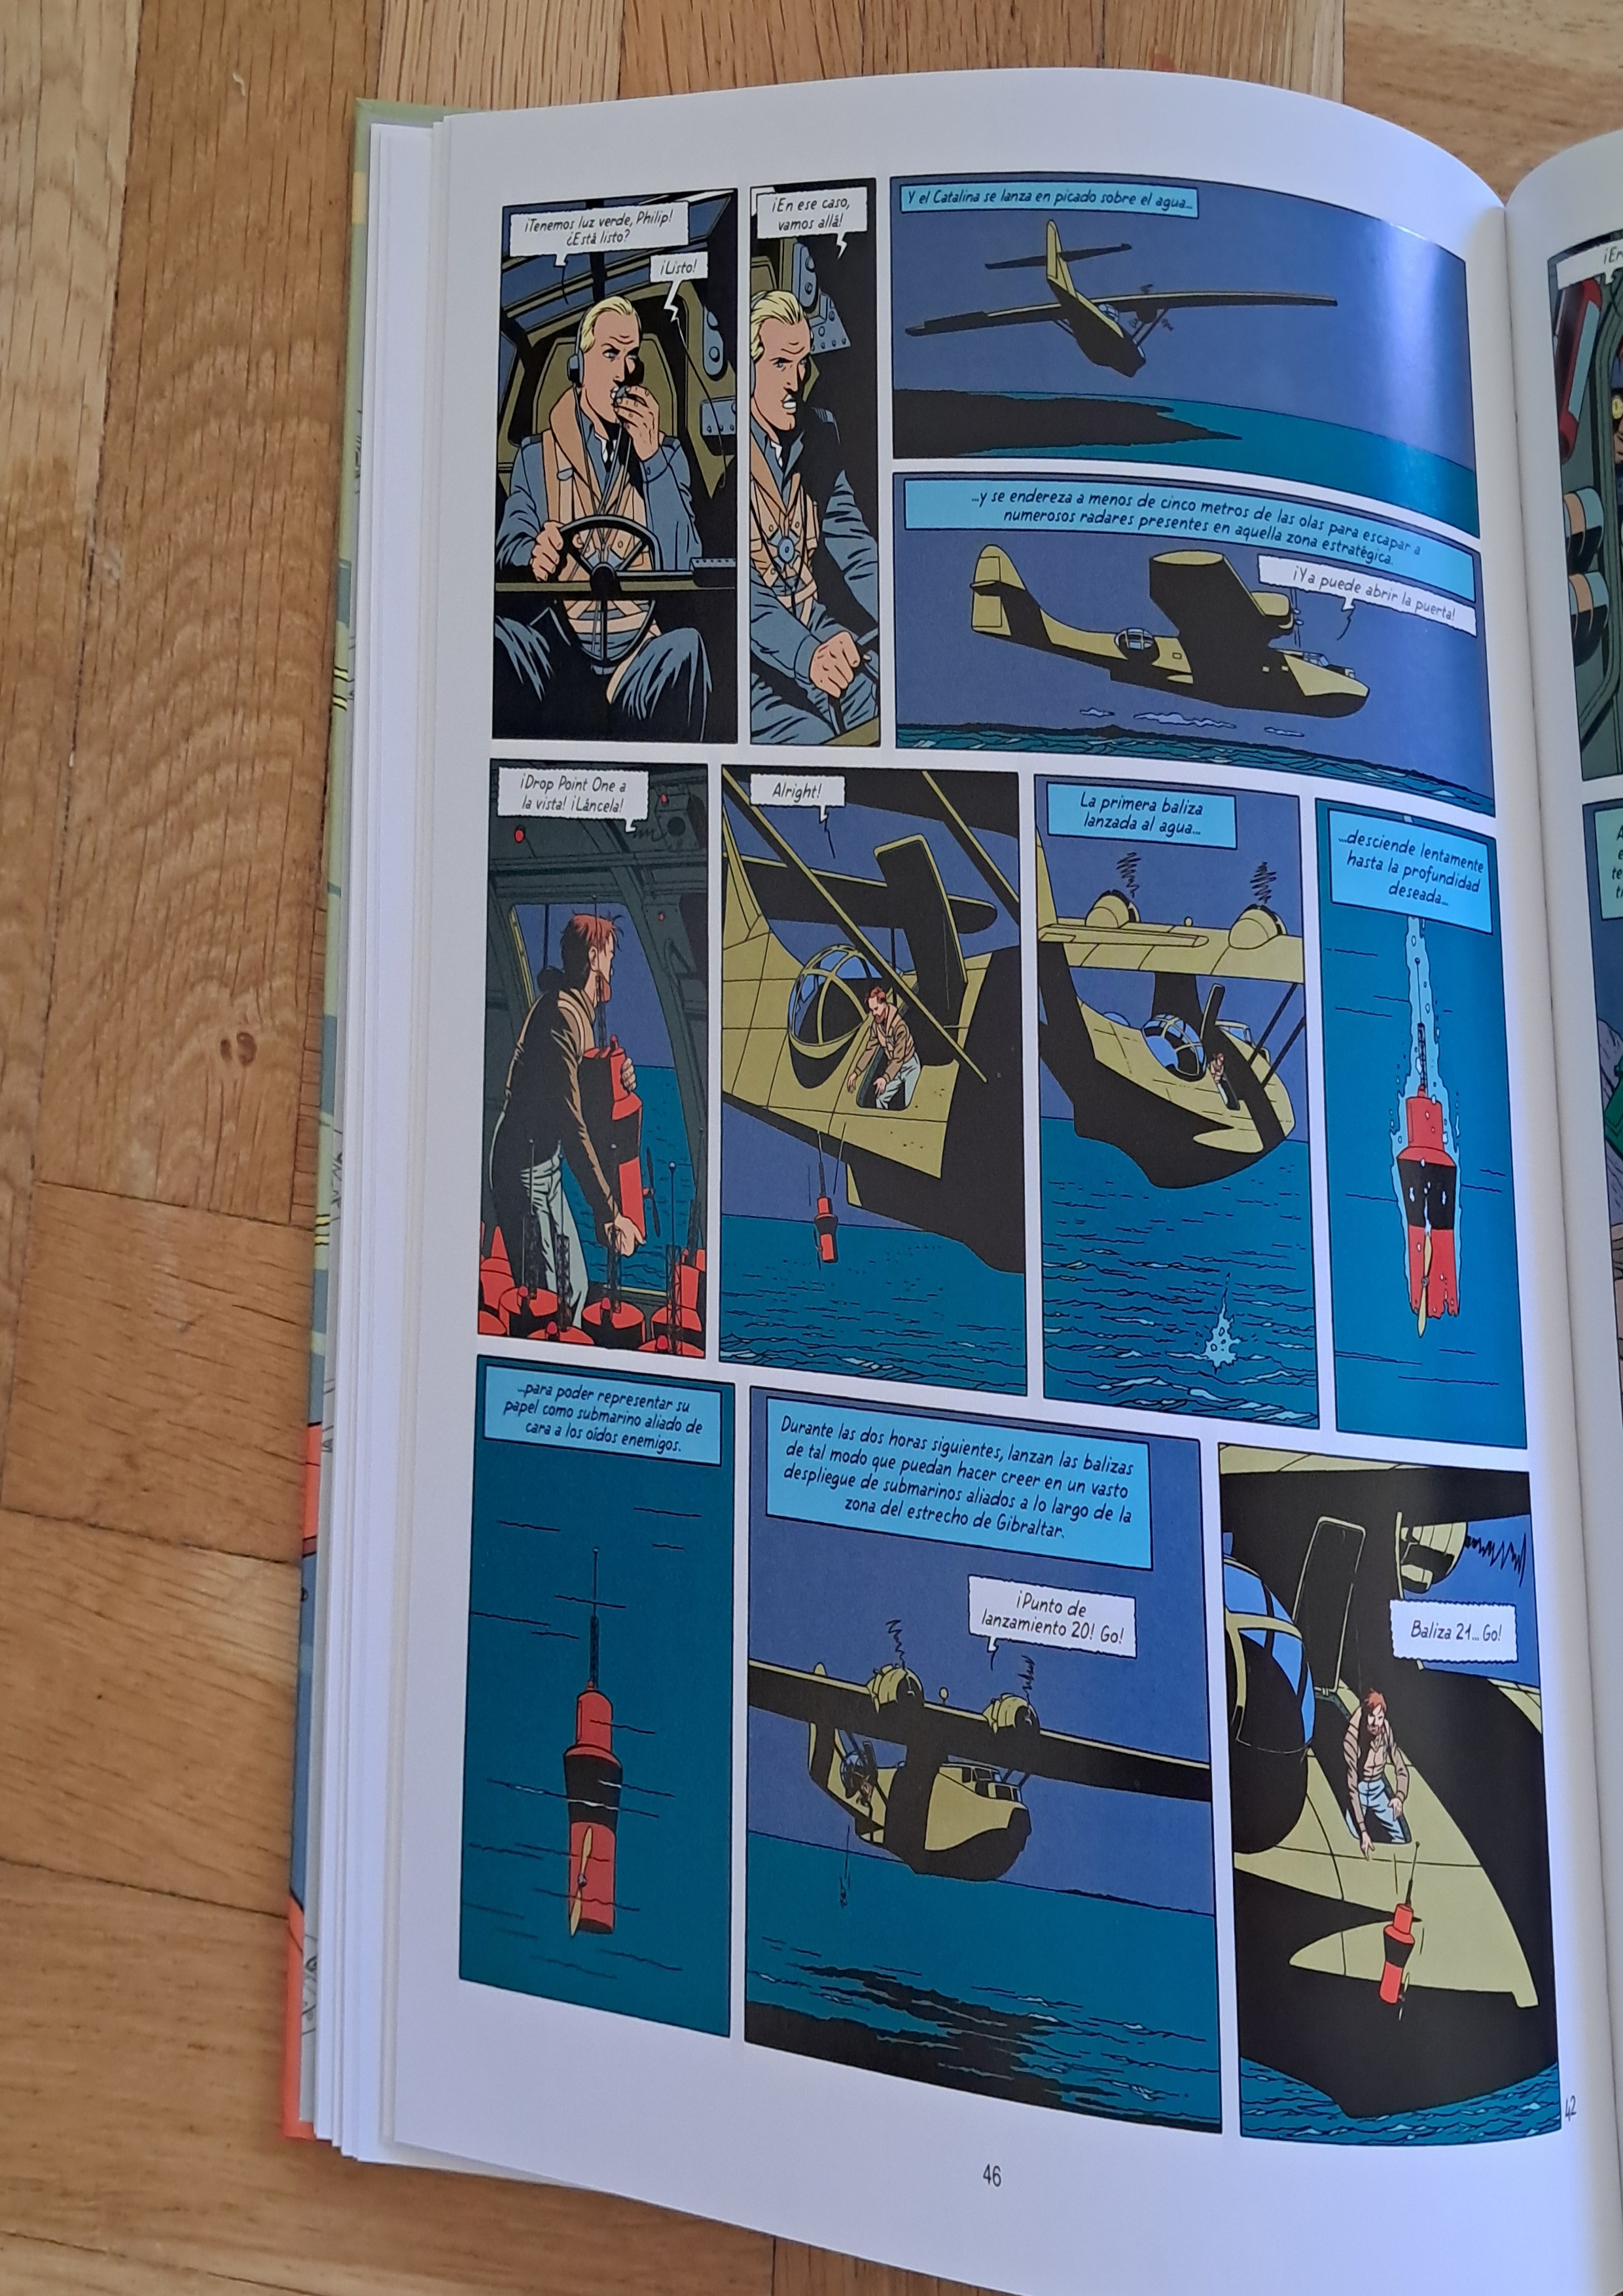 ¡Tenemos luz verde, Philip!
¿Está listo?
¡Listo!
¡En ese caso,
vamos allá!
Y el Catalina se lanza en picado sobre el agua...
...y se endereza a menos de cinco metros de las olas para escapar a
numerosos radares presentes en aquella zona estratégica.
¡Ya puede abrir la puerta!
¡Drop Point One a
la vista! ¡Láncela!
Alright!
La primera baliza
lanzada al agua...
...desciende lentamente
hasta la profundidad
deseada...
...para poder representar su
papel como submarino aliado de
cara a los oídos enemigos.
Durante las dos horas siguientes, lanzan las balizas
de tal modo que puedan hacer creer en un vasto
despliegue de submarinos aliados a lo largo de la
zona del estrecho de Gibraltar.
¡Punto de
lanzamiento 20! Go!
Baliza 21... Go!
42
46